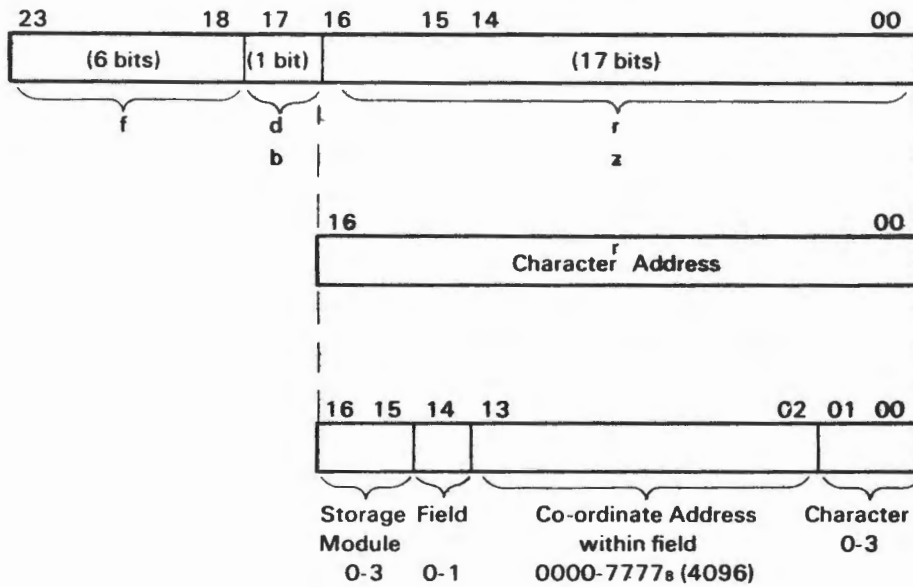 23 18 17 16 15 14 00
(6 bits) (1 bit) (17 bits)
f d r
b z
16 00
r
Character Address
16 15 14 13 02 01 00
Storage Field Co-ordinate Address Character
Module within field 0-3
0-3 0-1 0000-7777₈ (4096)